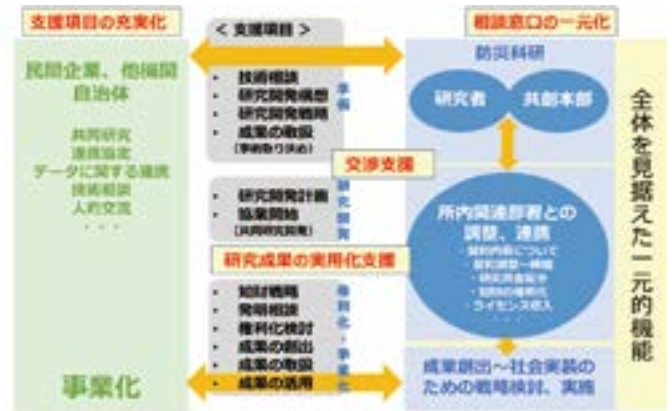 支援項目の充実化
民間企業、他機関
自治体
共同研究
連携協定
データに関する連携
技術相談
人的交流
・・・
事業化
＜ 支援項目 ＞
• 技術相談
• 研究開発構想
• 研究開発戦略
• 成果の取扱
(事前取り決め)
準備
交渉支援
• 研究開発計画
• 協業開始
(共同研究開発)
研究開発
研究成果の実用化支援
• 知財戦略
• 発明相談
• 権利化検討
• 成果の創出
• 成果の取扱
• 成果の活用
権利化・事業化
相談窓口の一元化
防災科研
研究者
共創本部
所内関連部署との
調整、連携
・契約内容について
・研究資金配分
・知財の権利化
・ライセンス収入
・・・
成果創出～社会実装の
ための戦略検討、実施
全体を見据えた一元的機能